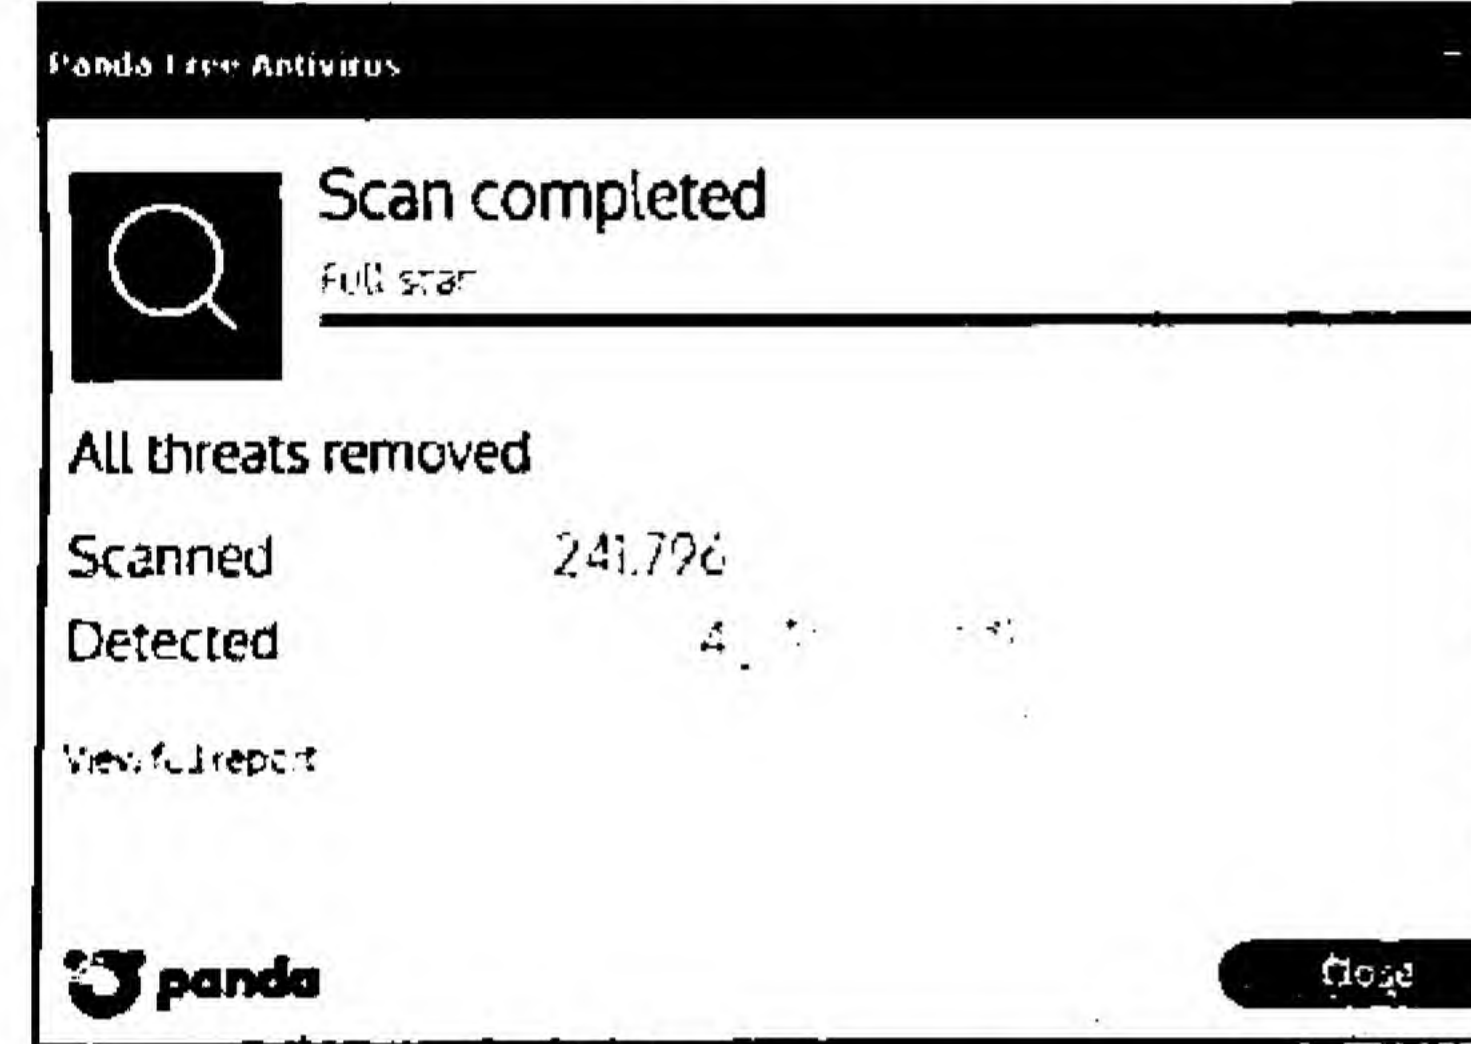 Panda Free Antivirus
Scan completed
Full scan
All threats removed
Scanned 241.796
Detected 4
View full report
panda
Close